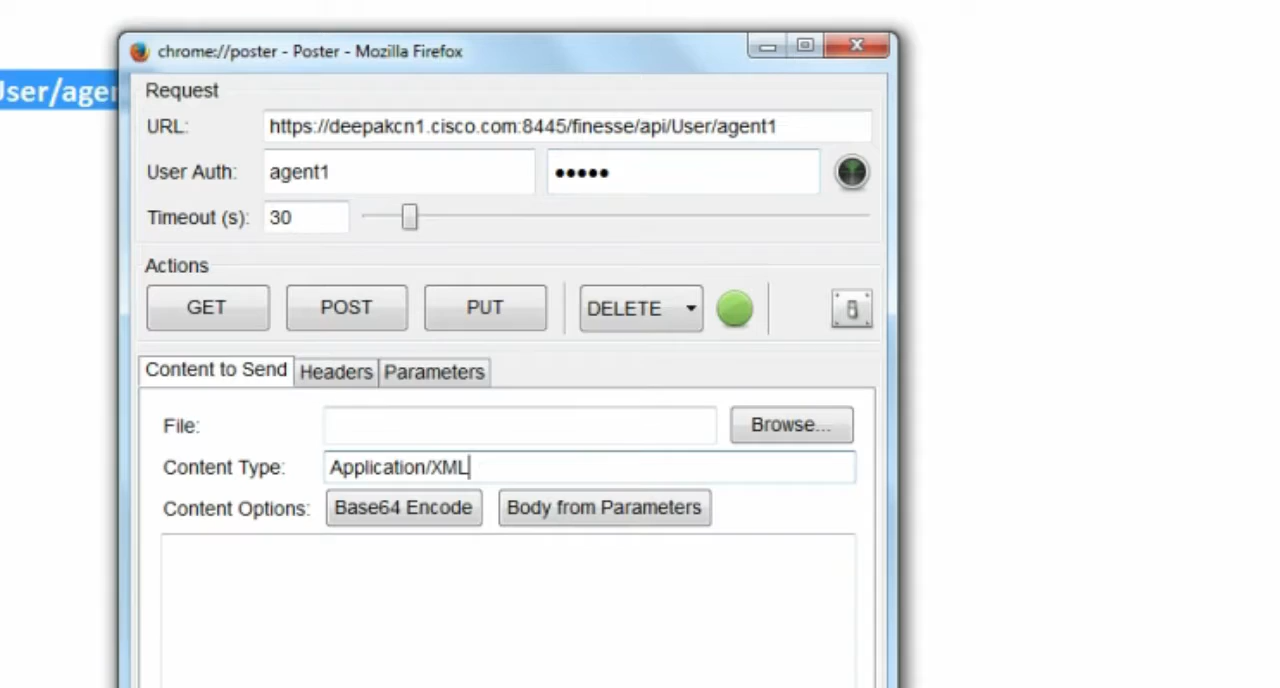 chrome://poster - Poster - Mozilla Firefox
Request
URL: https://deepakcn1.cisco.com:8445/finesse/api/User/agent1
User Auth: agent1 •••••
Timeout (s): 30
Actions
GET POST PUT DELETE
Content to Send Headers Parameters
File: Browse...
Content Type: Application/XML
Content Options: Base64 Encode Body from Parameters